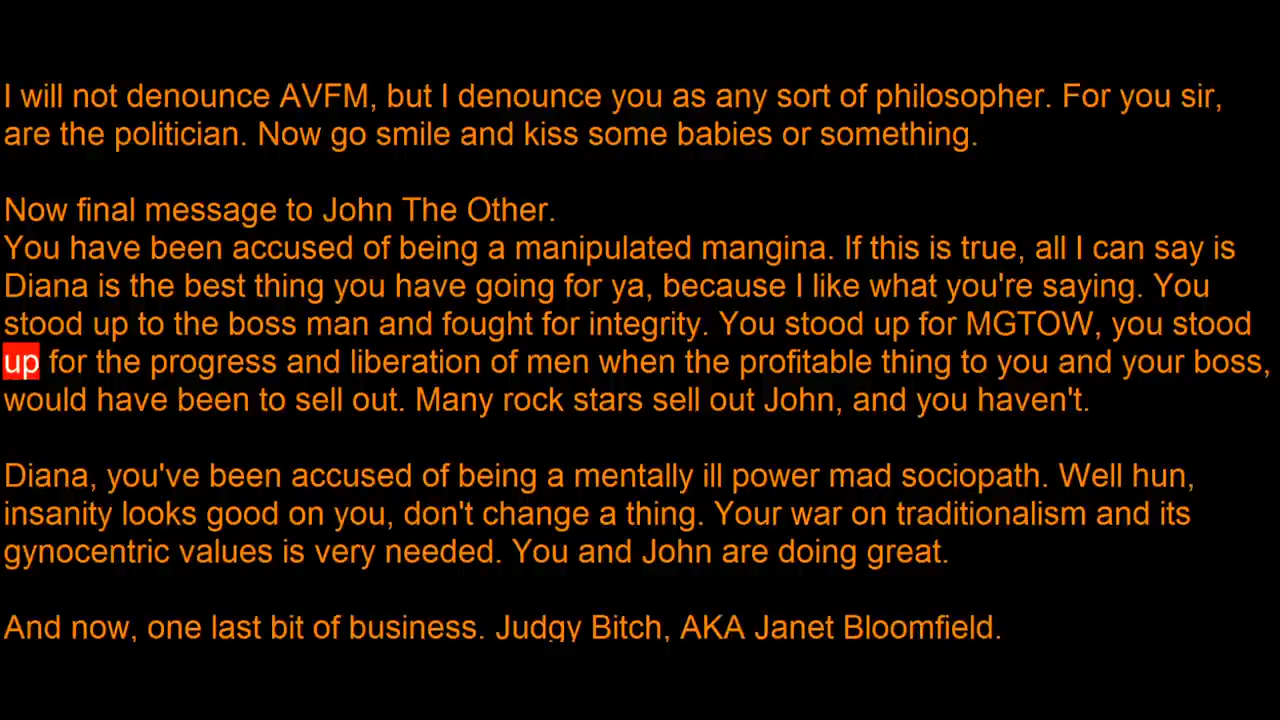 I will not denounce AVFM, but I denounce you as any sort of philosopher. For you sir,
are the politician. Now go smile and kiss some babies or something.
Now final message to John The Other.
You have been accused of being a manipulated mangina. If this is true, all I can say is
Diana is the best thing you have going for ya, because I like what you're saying. You
stood up to the boss man and fought for integrity. You stood up for MGTOW, you stood
up for the progress and liberation of men when the profitable thing to you and your boss,
would have been to sell out. Many rock stars sell out John, and you haven't.
Diana, you've been accused of being a mentally ill power mad sociopath. Well hun,
insanity looks good on you, don't change a thing. Your war on traditionalism and its
gynocentric values is very needed. You and John are doing great.
And now, one last bit of business. Judgy Bitch, AKA Janet Bloomfield.